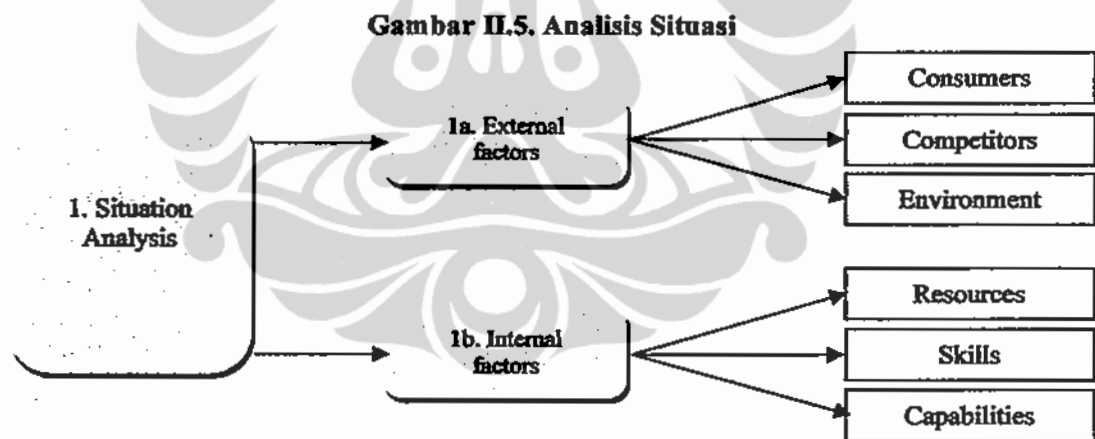 Gambar II.5. Analisis Situasi
1. Situation
Analysis
1a. External
factors
Consumers
Competitors
Environment
1b. Internal
factors
Resources
Skills
Capabilities